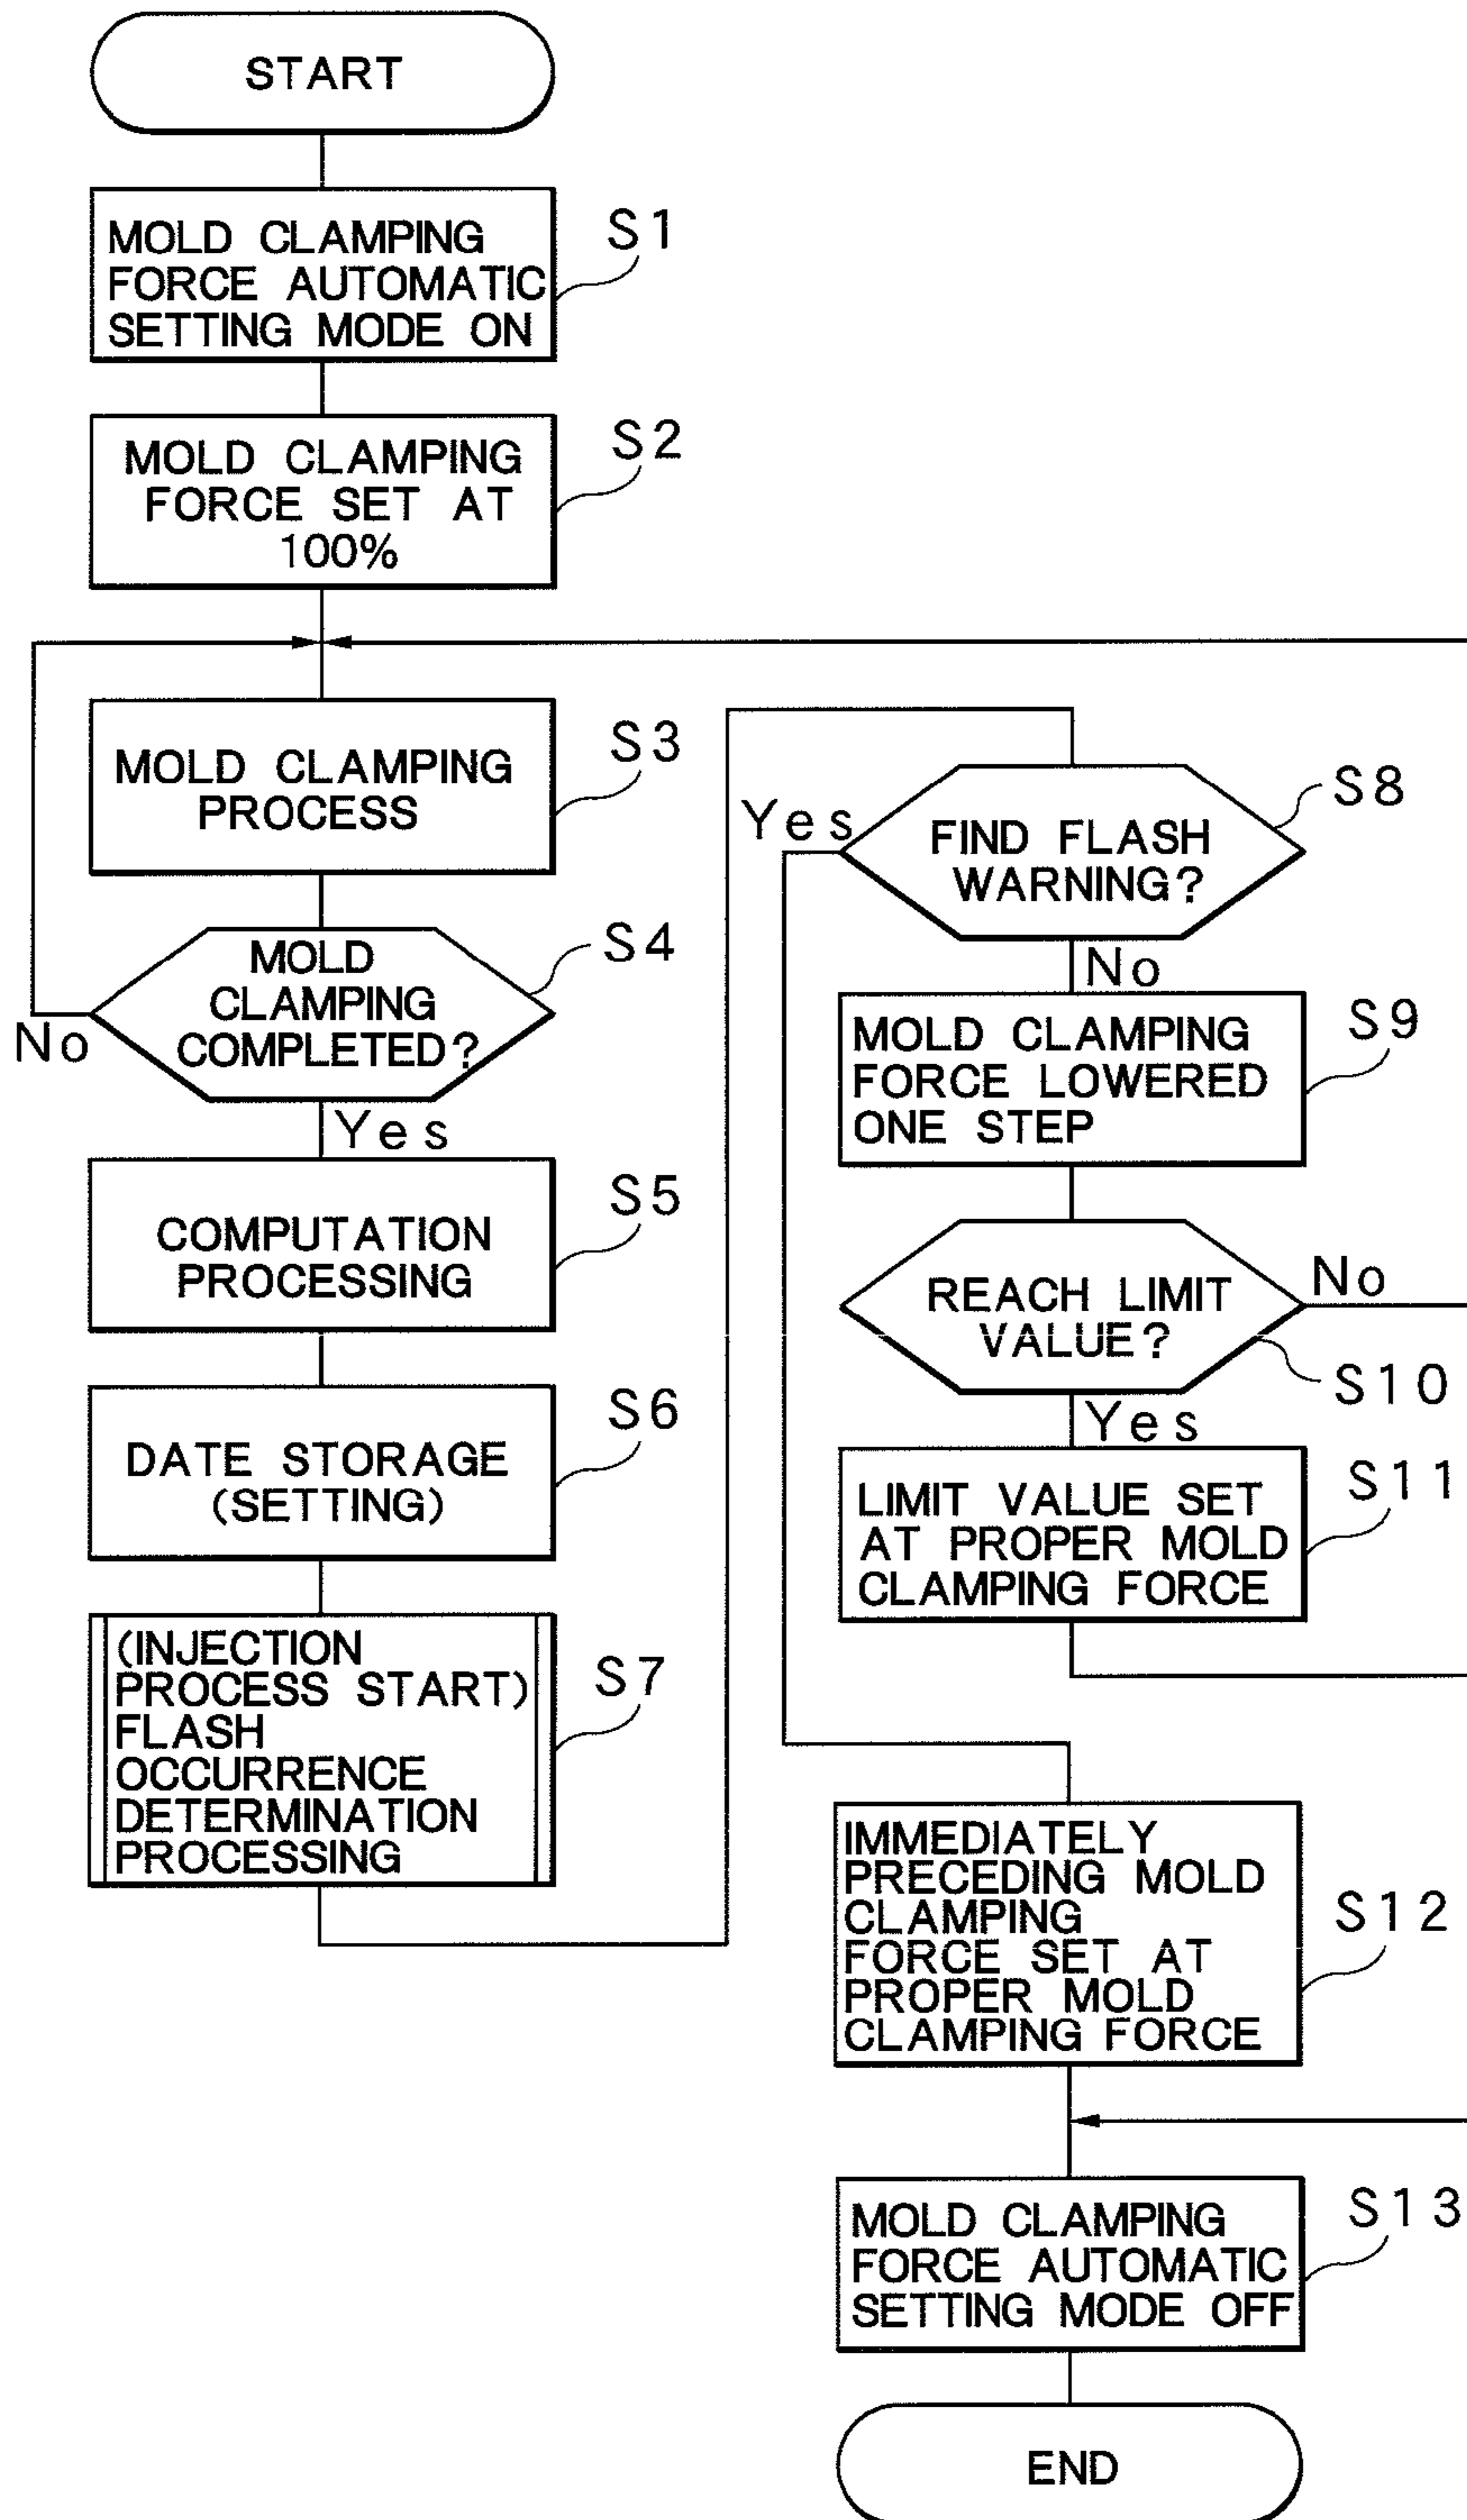 START
MOLD CLAMPING
FORCE AUTOMATIC
SETTING MODE ON
S1
MOLD CLAMPING
FORCE SET AT
100%
S2
MOLD CLAMPING
PROCESS
S3
MOLD
CLAMPING
COMPLETED?
S4
No
Yes
COMPUTATION
PROCESSING
S5
DATE STORAGE
(SETTING)
S6
(INJECTION
PROCESS START)
FLASH
OCCURRENCE
DETERMINATION
PROCESSING
S7
FIND FLASH
WARNING?
S8
Yes
No
MOLD CLAMPING
FORCE LOWERED
ONE STEP
S9
REACH LIMIT
VALUE?
No
S10
Yes
LIMIT VALUE SET
AT PROPER MOLD
CLAMPING FORCE
S11
IMMEDIATELY
PRECEDING MOLD
CLAMPING
FORCE SET AT
PROPER MOLD
CLAMPING FORCE
S12
MOLD CLAMPING
FORCE AUTOMATIC
SETTING MODE OFF
S13
END